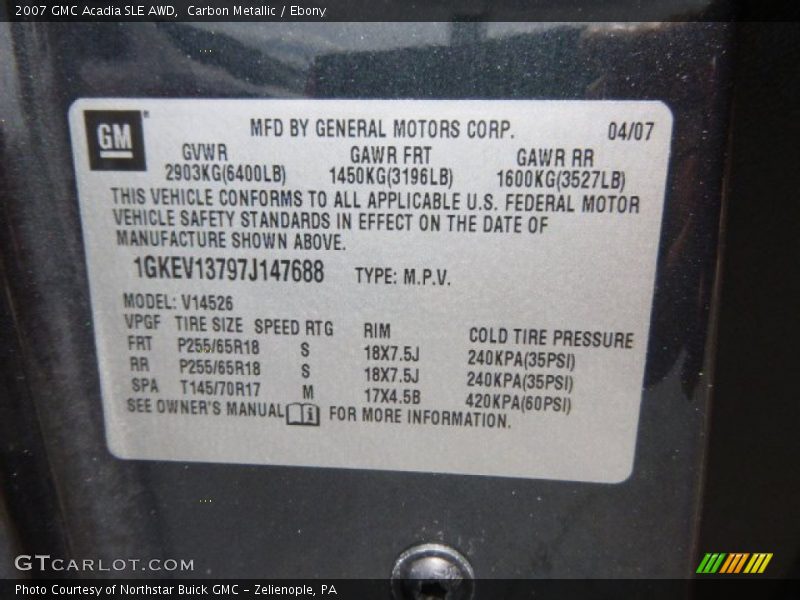 2007 GMC Acadia SLE AWD, Carbon Metallic / Ebony
GM
MFD BY GENERAL MOTORS CORP. 04/07
GVWR GAWR FRT GAWR RR
2903KG(6400LB) 1450KG(3196LB) 1600KG(3527LB)
THIS VEHICLE CONFORMS TO ALL APPLICABLE U.S. FEDERAL MOTOR
VEHICLE SAFETY STANDARDS IN EFFECT ON THE DATE OF
MANUFACTURE SHOWN ABOVE.
1GKEV13797J147688 TYPE: M.P.V.
MODEL: V14526
VPGF TIRE SIZE SPEED RTG RIM COLD TIRE PRESSURE
FRT P255/65R18 S 18X7.5J 240KPA(35PSI)
RR P255/65R18 S 18X7.5J 240KPA(35PSI)
SPA T145/70R17 M 17X4.5B 420KPA(60PSI)
SEE OWNER'S MANUAL i FOR MORE INFORMATION.
GTCARLOT.COM
Photo Courtesy of Northstar Buick GMC - Zelienople, PA